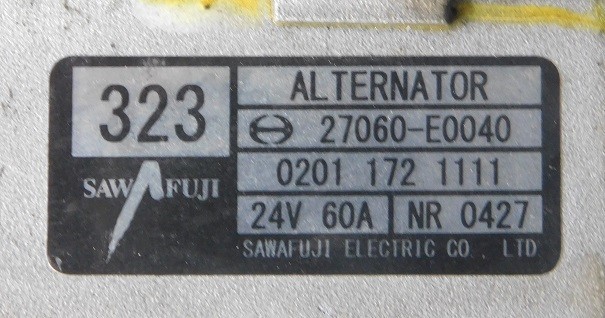 323
SAWAFUJI
ALTERNATOR
27060-E0040
0201 172 1111
24V 60A NR 0427
SAWAFUJI ELECTRIC CO., LTD